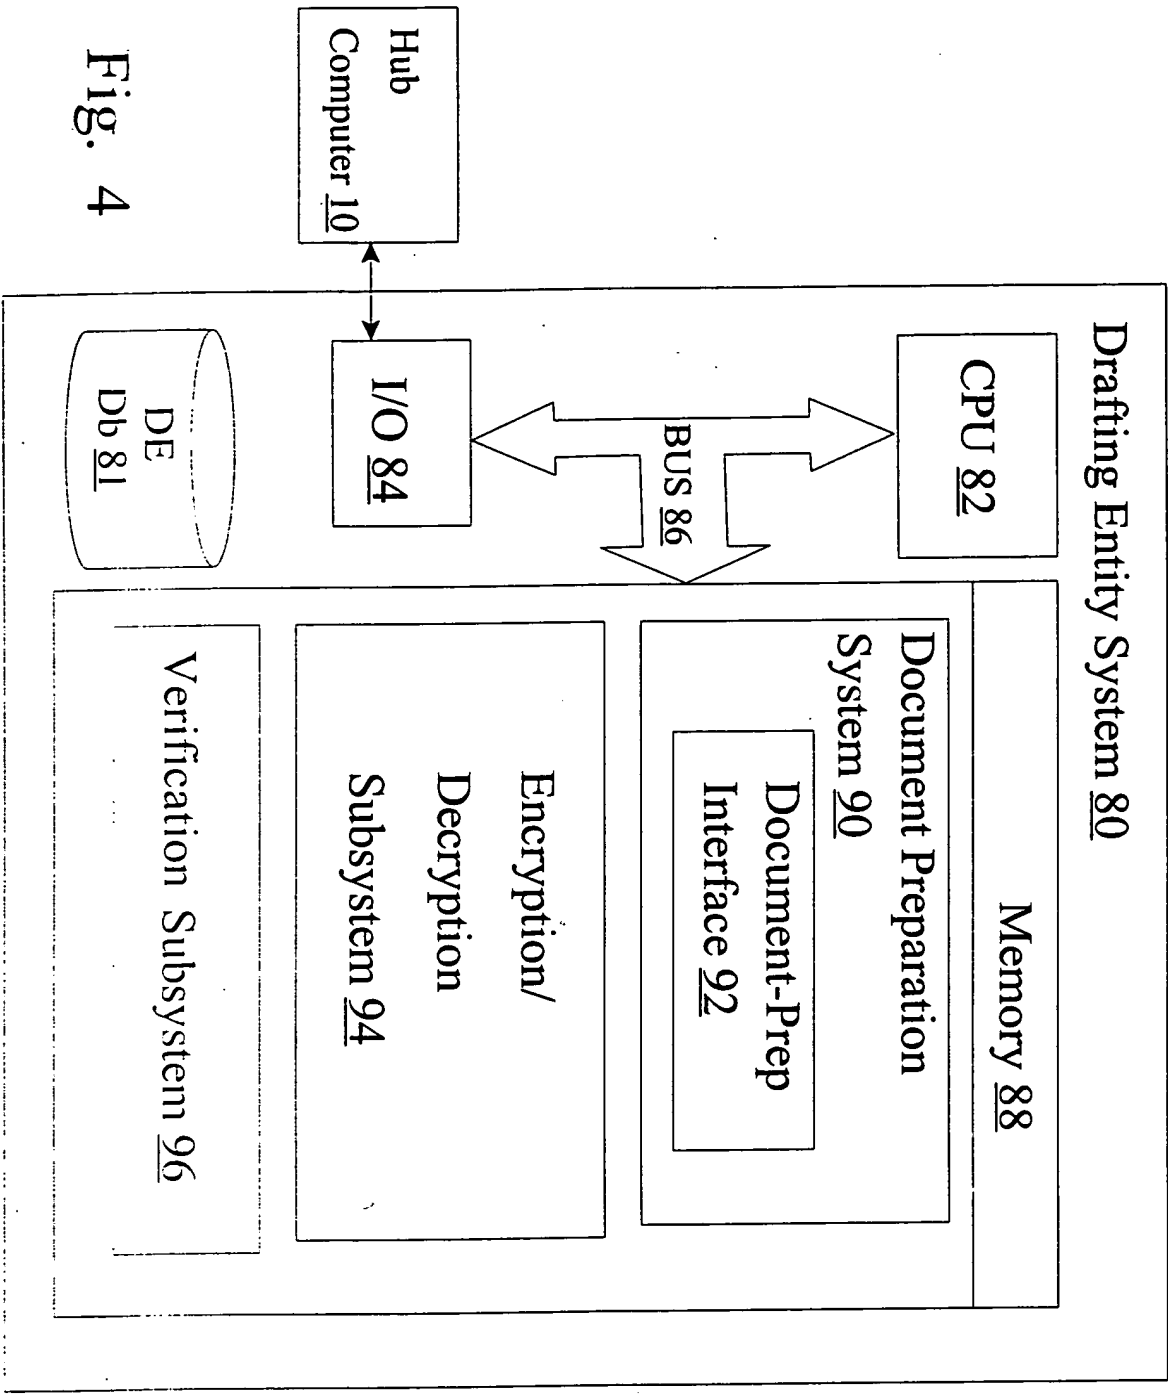 Drafting Entity System 80
CPU 82
BUS 86
I/O 84
DE
Db 81
Hub
Computer 10
Memory 88
Document Preparation
System 90
Document-Prep
Interface 92
Encryption/
Decryption
Subsystem 94
Verification Subsystem 96
Fig. 4